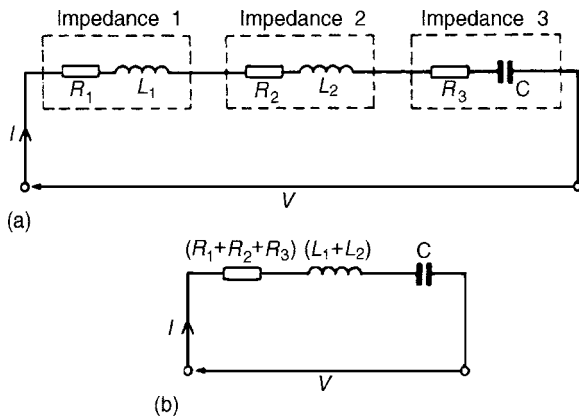 Impedance 1 Impedance 2 Impedance 3
R₁ L₁ R₂ L₂ R₃ C
I
V
(a)
(R₁+R₂+R₃) (L₁+L₂) C
I
V
(b)